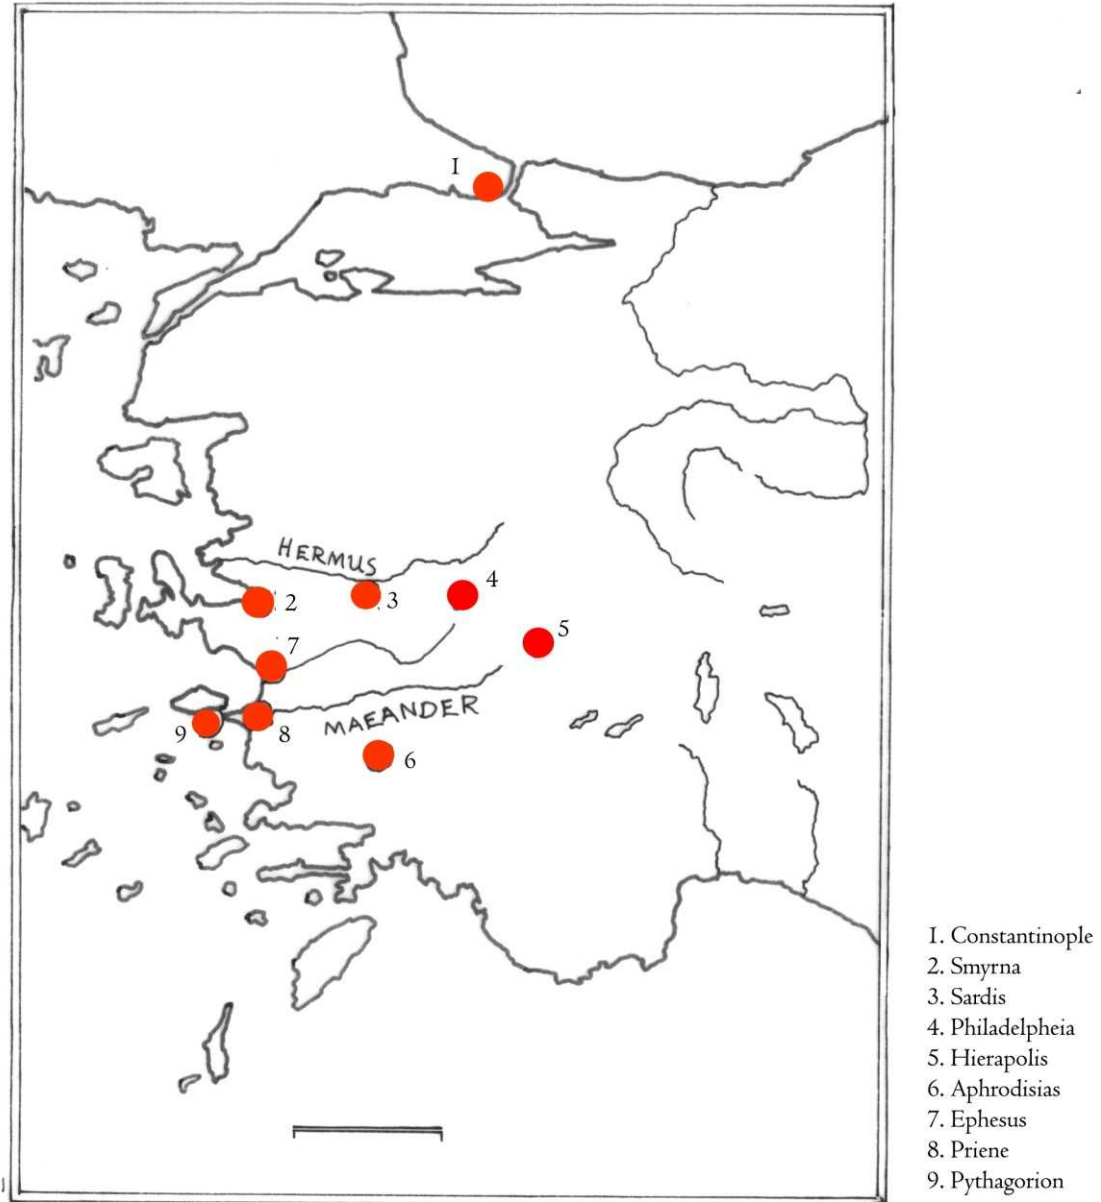 1
HERMUS
4
2
3
5
7
MAEANDER
9
8
6
1. Constantinople
2. Smyrna
3. Sardis
4. Philadelpheia
5. Hierapolis
6. Aphrodisias
7. Ephesus
8. Priene
9. Pythagorion